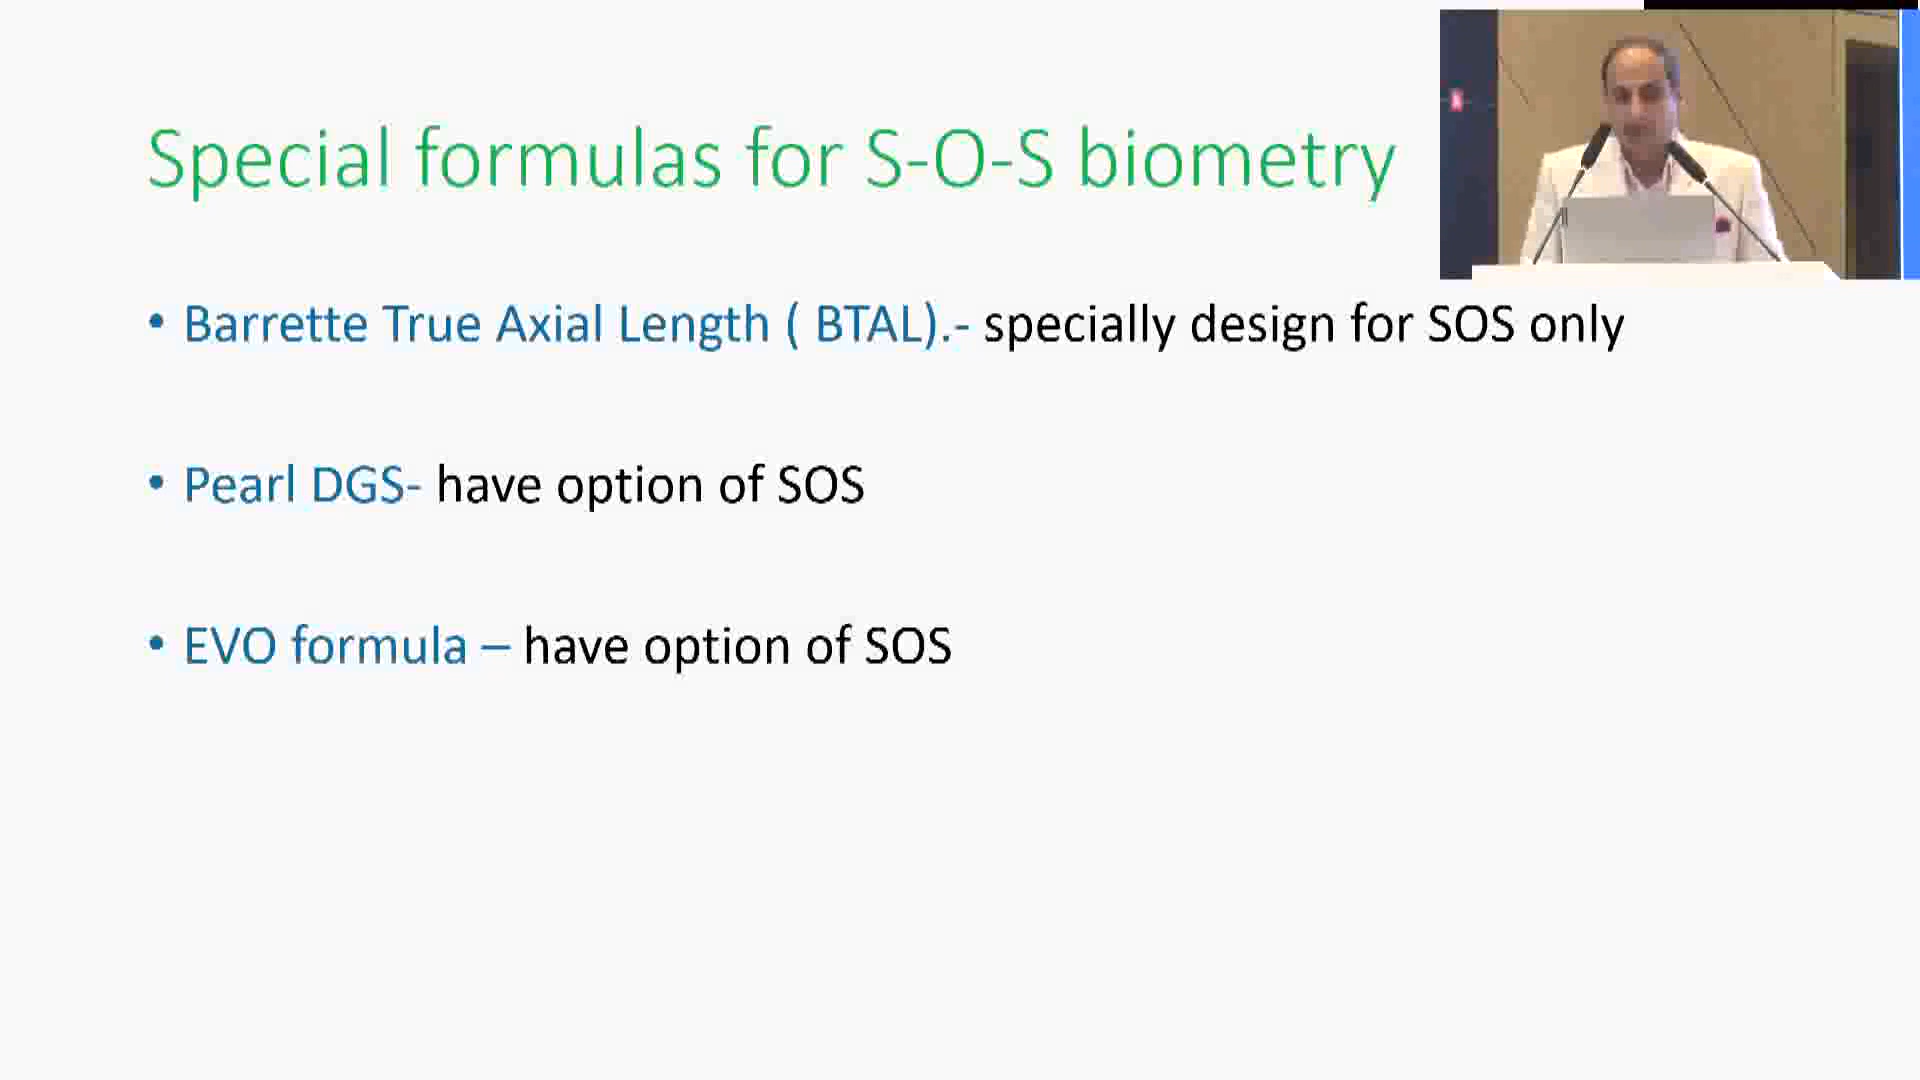 Special formulas for S-O-S biometry
• Barrette True Axial Length ( BTAL).- specially design for SOS only
• Pearl DGS- have option of SOS
• EVO formula – have option of SOS